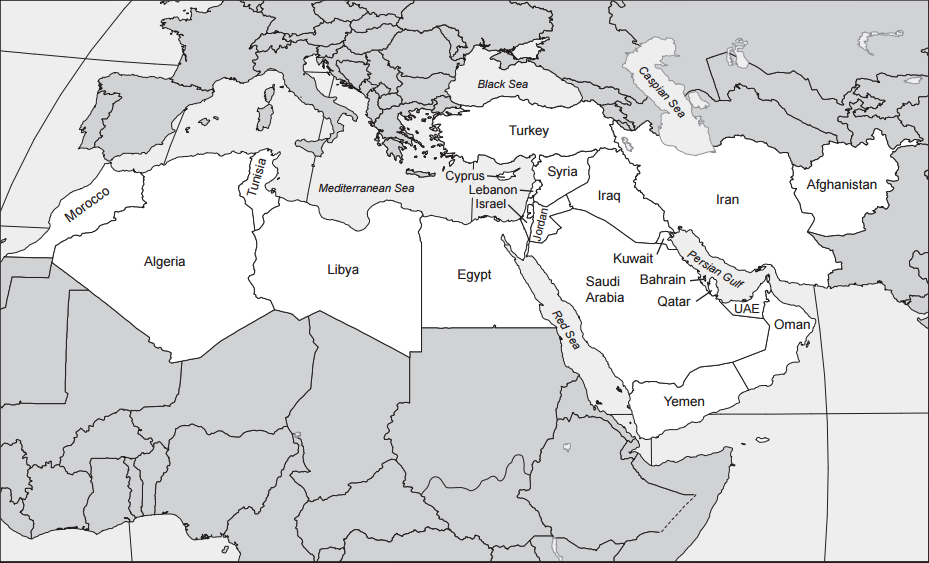 Black Sea
Caspian Sea
Turkey
Tunisia
Cyprus
Syria
Mediterranean Sea
Lebanon
Israel
Iraq
Iran
Afghanistan
Morocco
Jordan
Algeria
Libya
Egypt
Kuwait
Persian Gulf
Saudi
Arabia
Bahrain
Qatar
UAE
Red Sea
Oman
Yemen